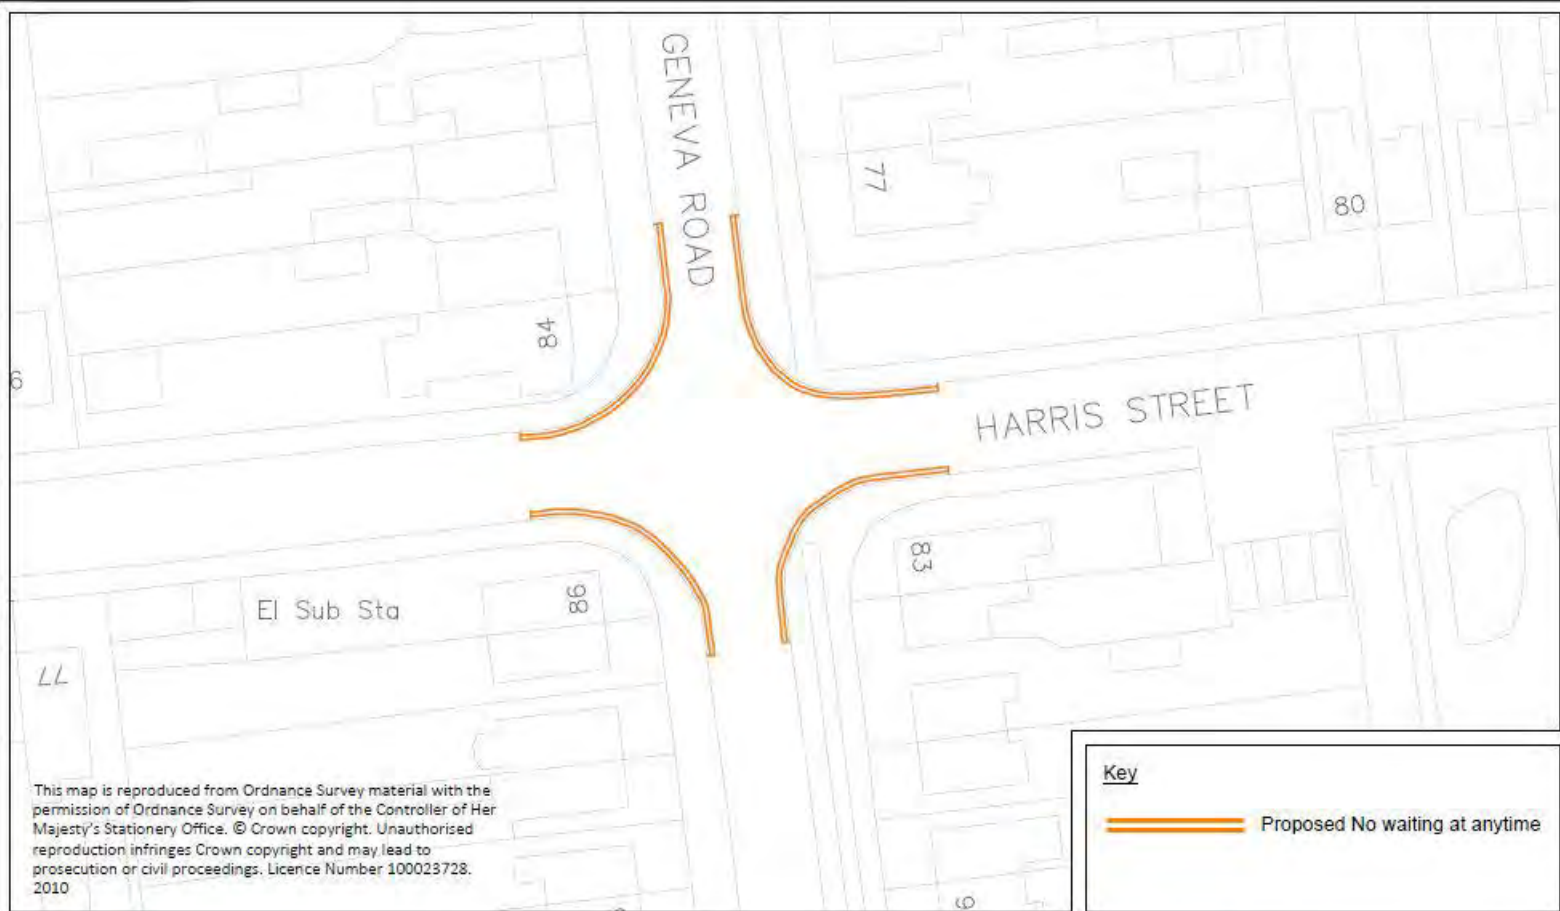 GENEVA ROAD
77
80
84
HARRIS STREET
83
El Sub Sta
98
77
This map is reproduced from Ordnance Survey material with the
permission of Ordnance Survey on behalf of the Controller of Her
Majesty's Stationery Office. © Crown copyright. Unauthorised
reproduction infringes Crown copyright and may lead to
prosecution or civil proceedings. Licence Number 100023728.
2010
Key
Proposed No waiting at anytime